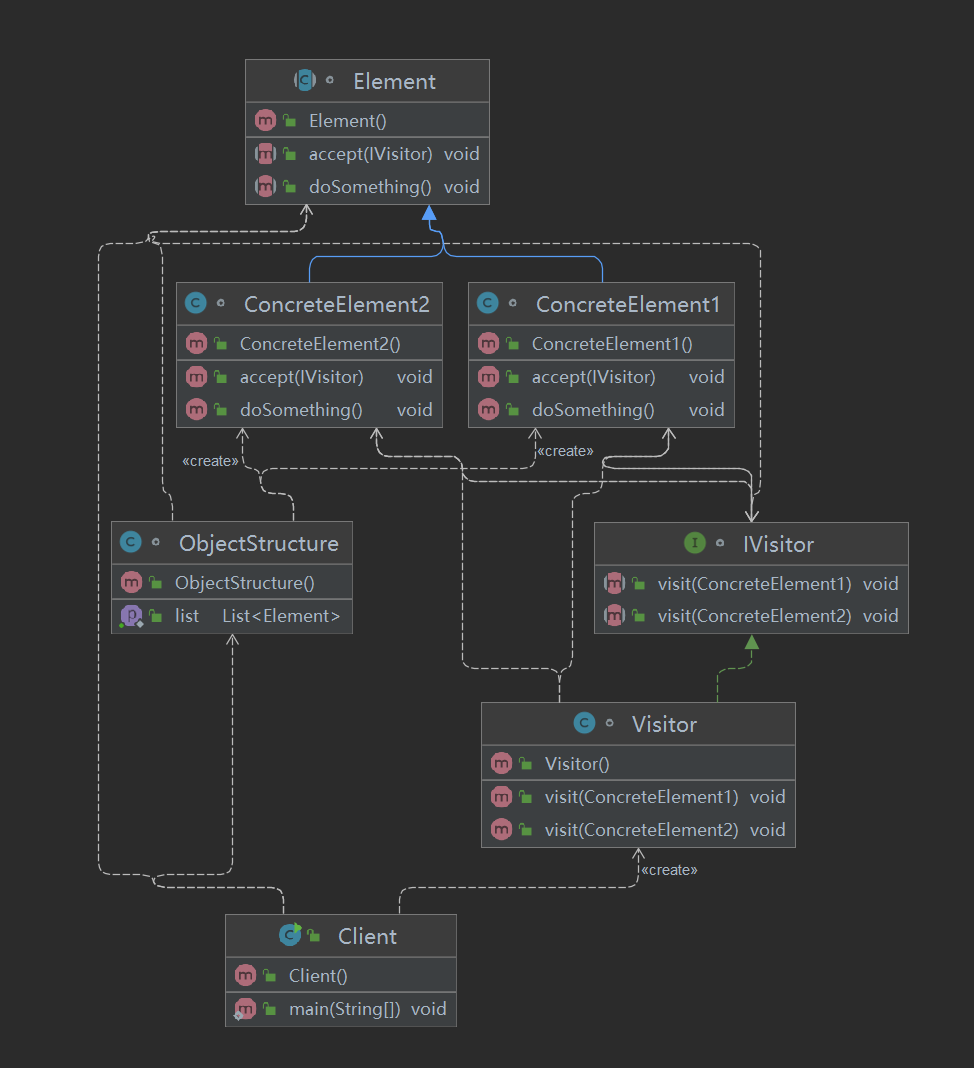 Element
Element()
accept(IVisitor) void
doSomething() void
ConcreteElement2
ConcreteElement2()
accept(IVisitor) void
doSomething() void
ConcreteElement1
ConcreteElement1()
accept(IVisitor) void
doSomething() void
«create»
«create»
ObjectStructure
ObjectStructure()
list List<Element>
IVisitor
visit(ConcreteElement1) void
visit(ConcreteElement2) void
Visitor
Visitor()
visit(ConcreteElement1) void
visit(ConcreteElement2) void
«create»
Client
Client()
main(String[]) void